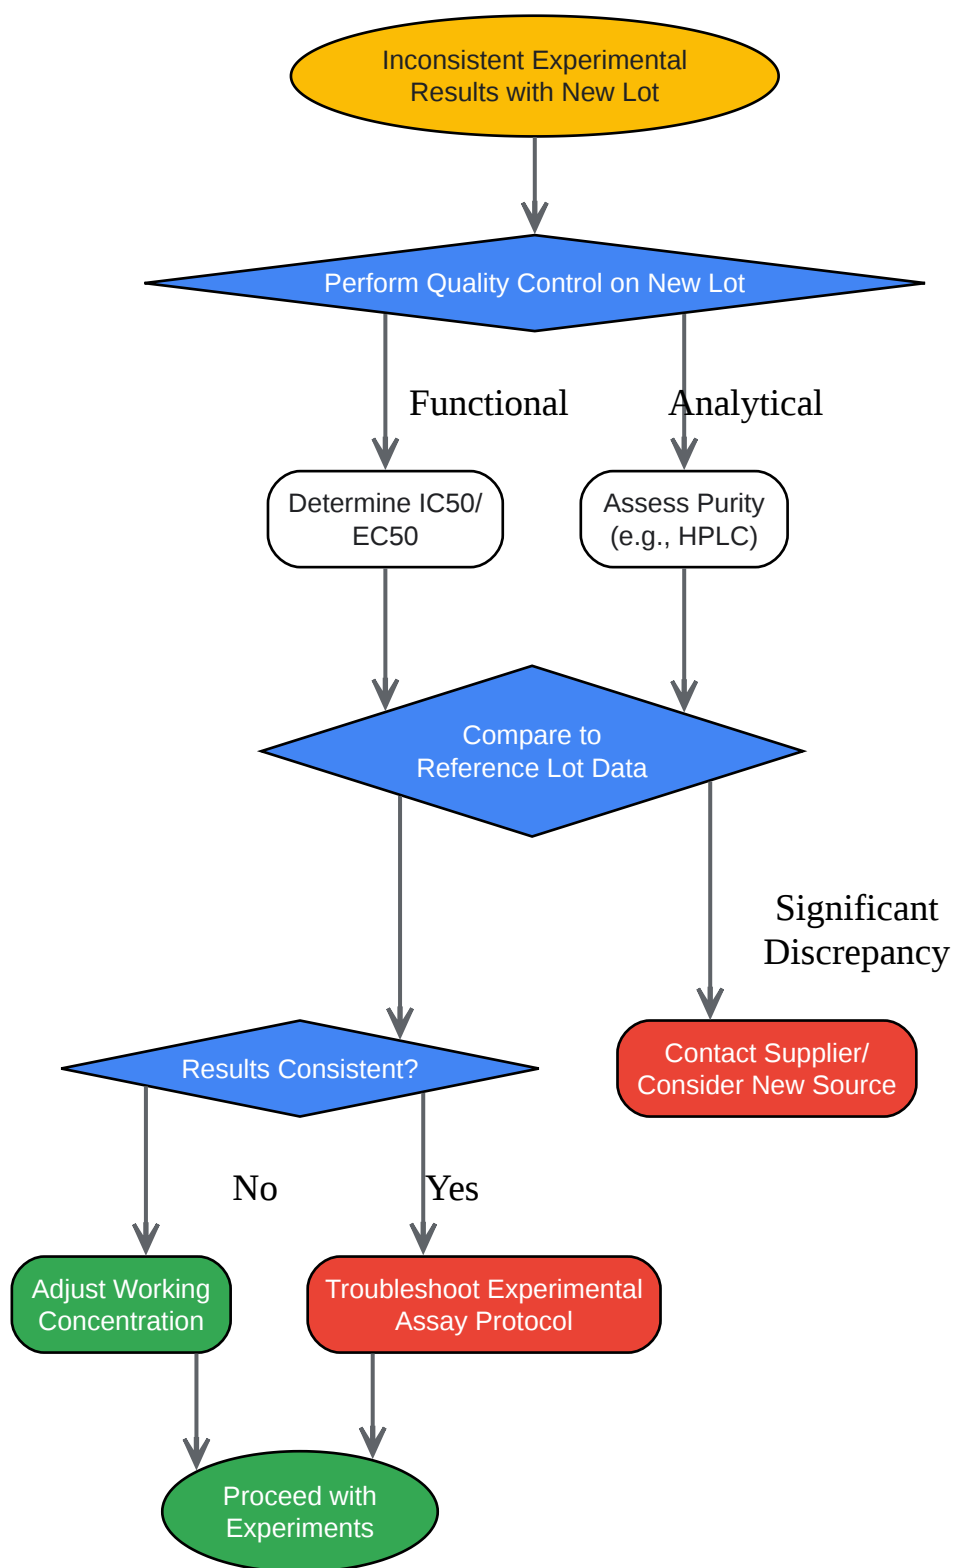 Inconsistent Experimental
Results with New Lot
Perform Quality Control on New Lot
Functional
Analytical
Determine IC50/
EC50
Assess Purity
(e.g., HPLC)
Compare to
Reference Lot Data
Significant
Discrepancy
Results Consistent?
Contact Supplier/
Consider New Source
No
Yes
Adjust Working
Concentration
Troubleshoot Experimental
Assay Protocol
Proceed with
Experiments